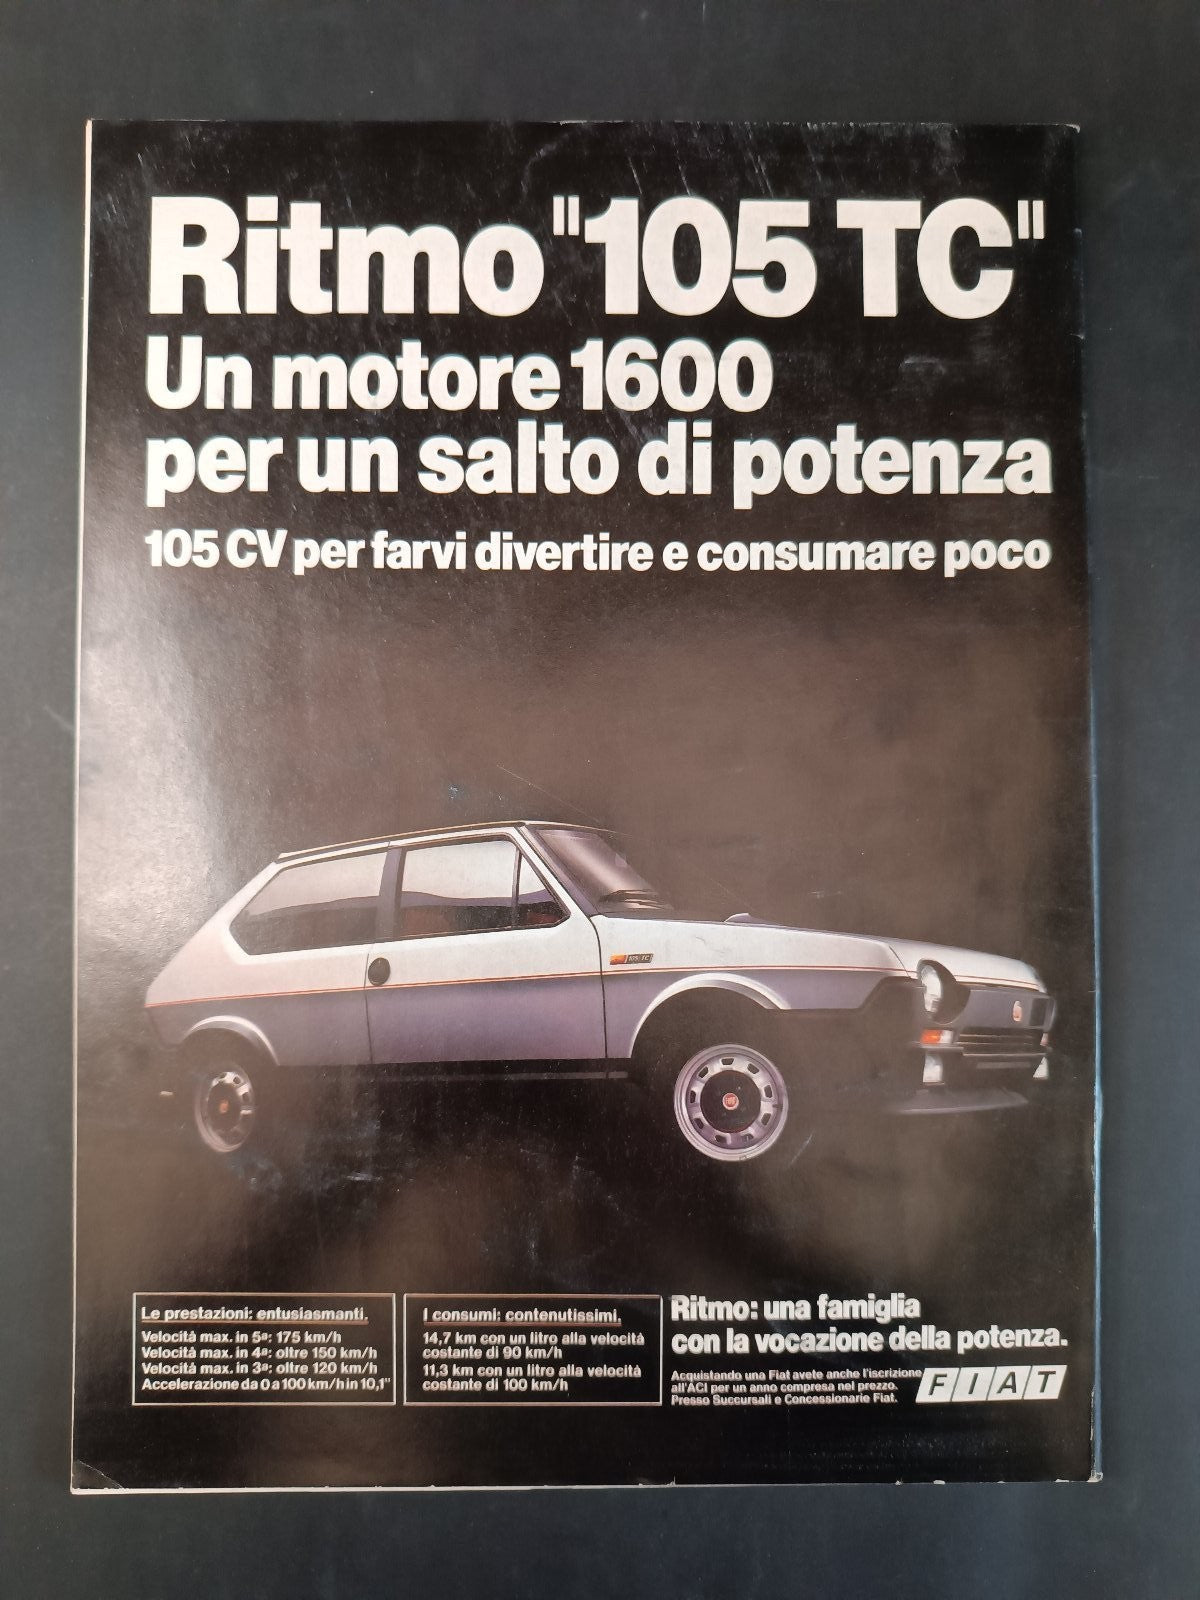 Ritmo "105 TC"
Un motore 1600
per un salto di potenza
105 CV per farvi divertire e consumare poco
105 TC
FIAT
Le prestazioni: entusiasmanti.
Velocità max. in 5ª: 175 km/h
Velocità max. in 4ª: oltre 150 km/h
Velocità max. in 3ª: oltre 120 km/h
Accelerazione da 0 a 100 km/h in 10,1"
I consumi: contenutissimi.
14,7 km con un litro alla velocità
costante di 90 km/h
11,3 km con un litro alla velocità
costante di 100 km/h
Ritmo: una famiglia
con la vocazione della potenza.
Acquistando una Fiat avete anche l'iscrizione
all'ACI per un anno compresa nel prezzo.
Presso Succursali e Concessionarie Fiat.
FIAT